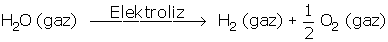 H₂O (gaz) ⟶ Elektroliz H₂ (gaz) + 1/2 O₂ (gaz)